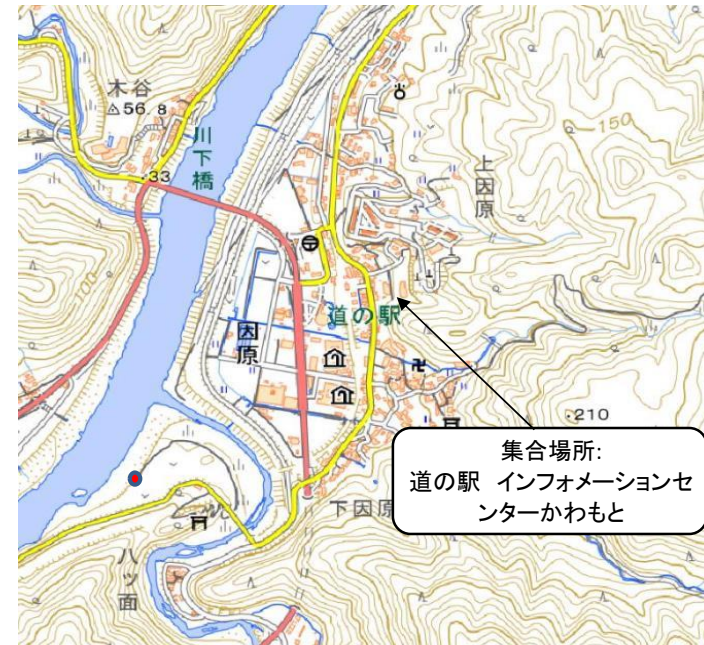 木谷
56.8
川下橋
33
150
上因原
100
道の駅
因原
210
集合場所:
道の駅 インフォメーションセ
ンターかわもと
下因原
八ッ面